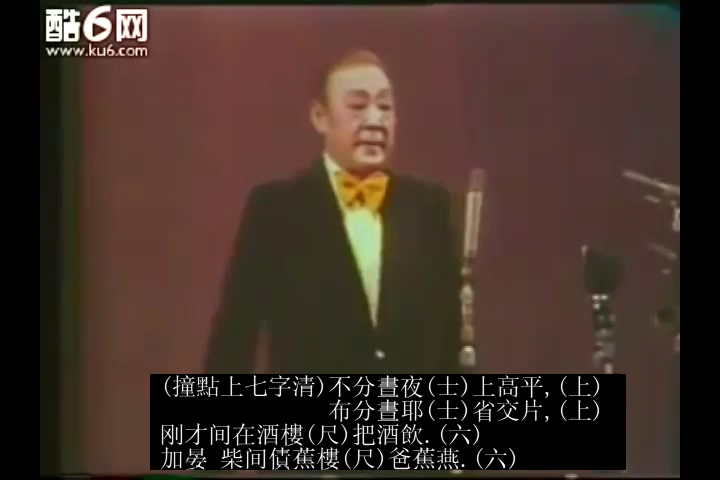 酷6网
www.ku6.com
(撞點上七字清)不分晝夜(士)上高平,(上)
布分晝耶(士)省交片,(上)
刚才间在酒樓(尺)把酒飲.(六)
加晏 柴间债蕉樓(尺)爸蕉燕.(六)